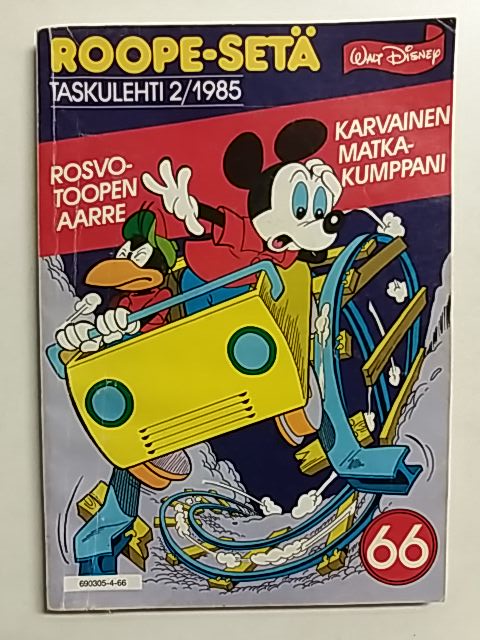 ROOPE-SETÄ
WALT DISNEY
TASKULEHTI 2/1985
ROSVO-
TOOPEN
AARRE
KARVAINEN
MATKA-
KUMPPANI
66
690305-4-66